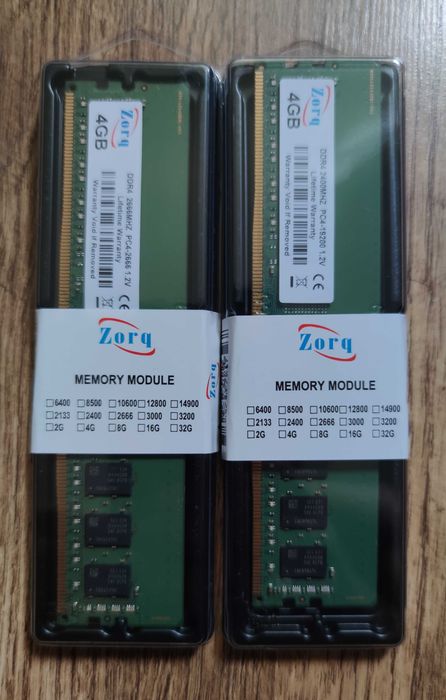 Zorq
4GB
DDR4 2666MHZ PC4-2666 1.2V
Lifetime Warranty
Warranty Void If Removed
CE
Zorq
MEMORY MODULE
6400 8500 10600 12800 14900
2133 2400 2666 3000 3200
2G 4G 8G 16G 32G
Zorq
Zorq
4GB
DDR4 2400MHZ PC4-19200 1.2V
Lifetime Warranty
Warranty Void If Removed
CE
Zorq
MEMORY MODULE
6400 8500 10600 12800 14900
2133 2400 2666 3000 3200
2G 4G 8G 16G 32G